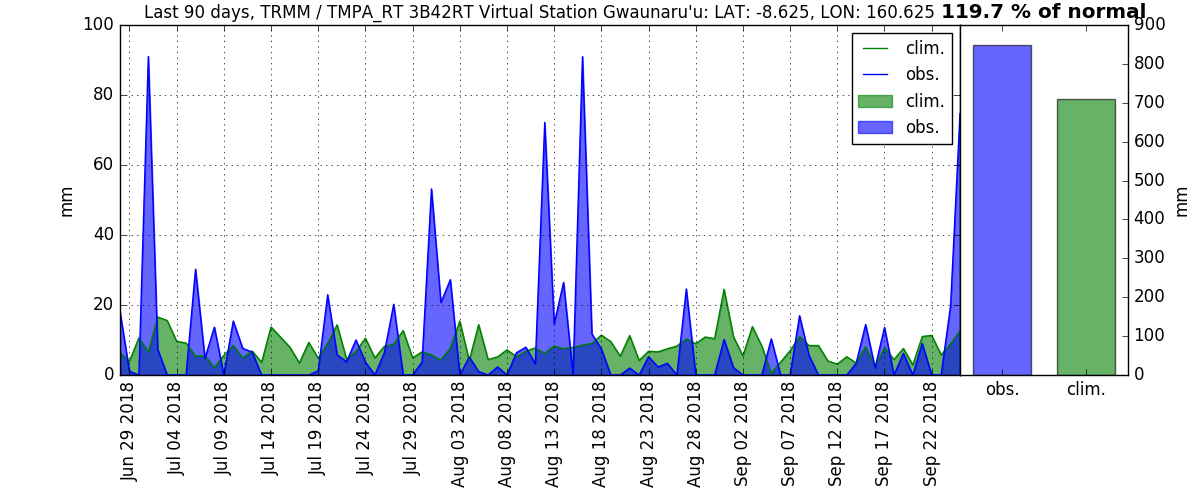 Last 90 days, TRMM / TMPA_RT 3B42RT Virtual Station Gwaunaru'u: LAT: -8.625, LON: 160.625 119.7 % of normal
100
80
60
40
20
0
mm
clim.
obs.
clim.
obs.
900
800
700
600
500
400
300
200
100
0
mm
obs.
clim.
Jun 29 2018
Jul 04 2018
Jul 09 2018
Jul 14 2018
Jul 19 2018
Jul 24 2018
Jul 29 2018
Aug 03 2018
Aug 08 2018
Aug 13 2018
Aug 18 2018
Aug 23 2018
Aug 28 2018
Sep 02 2018
Sep 07 2018
Sep 12 2018
Sep 17 2018
Sep 22 2018